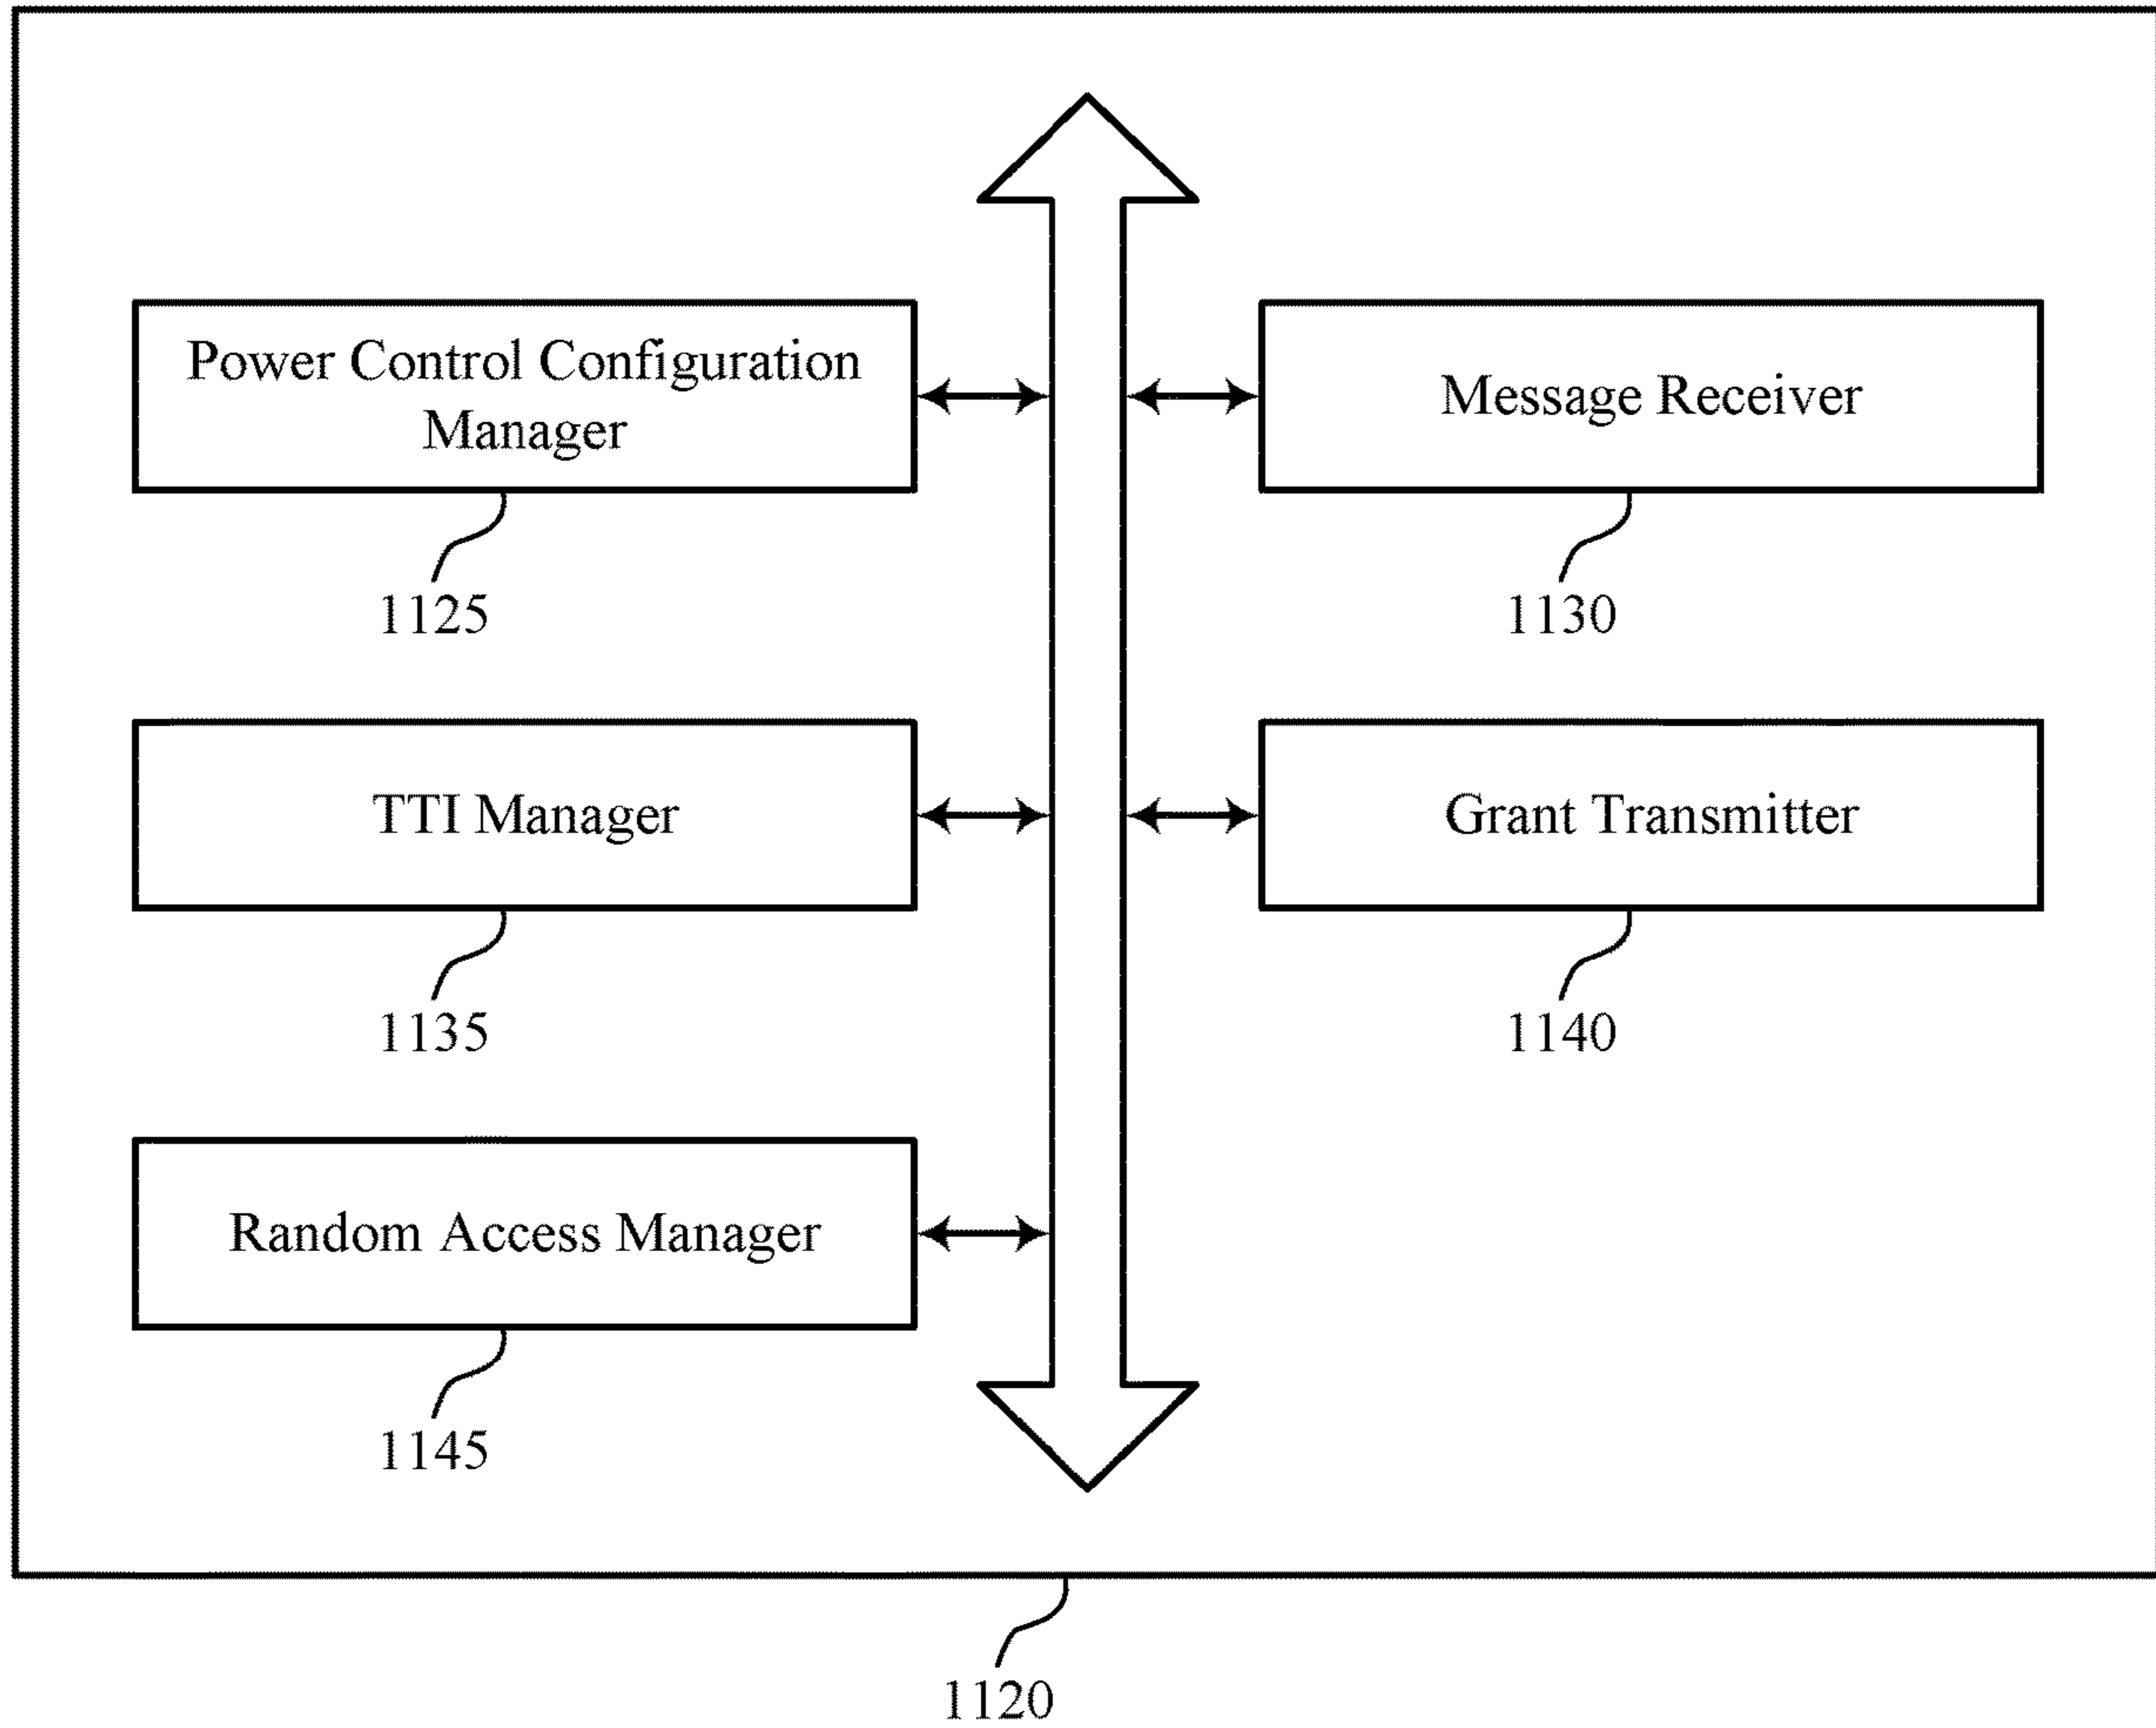 Power Control Configuration
Manager
1125
Message Receiver
1130
TTI Manager
1135
Grant Transmitter
1140
Random Access Manager
1145
1120